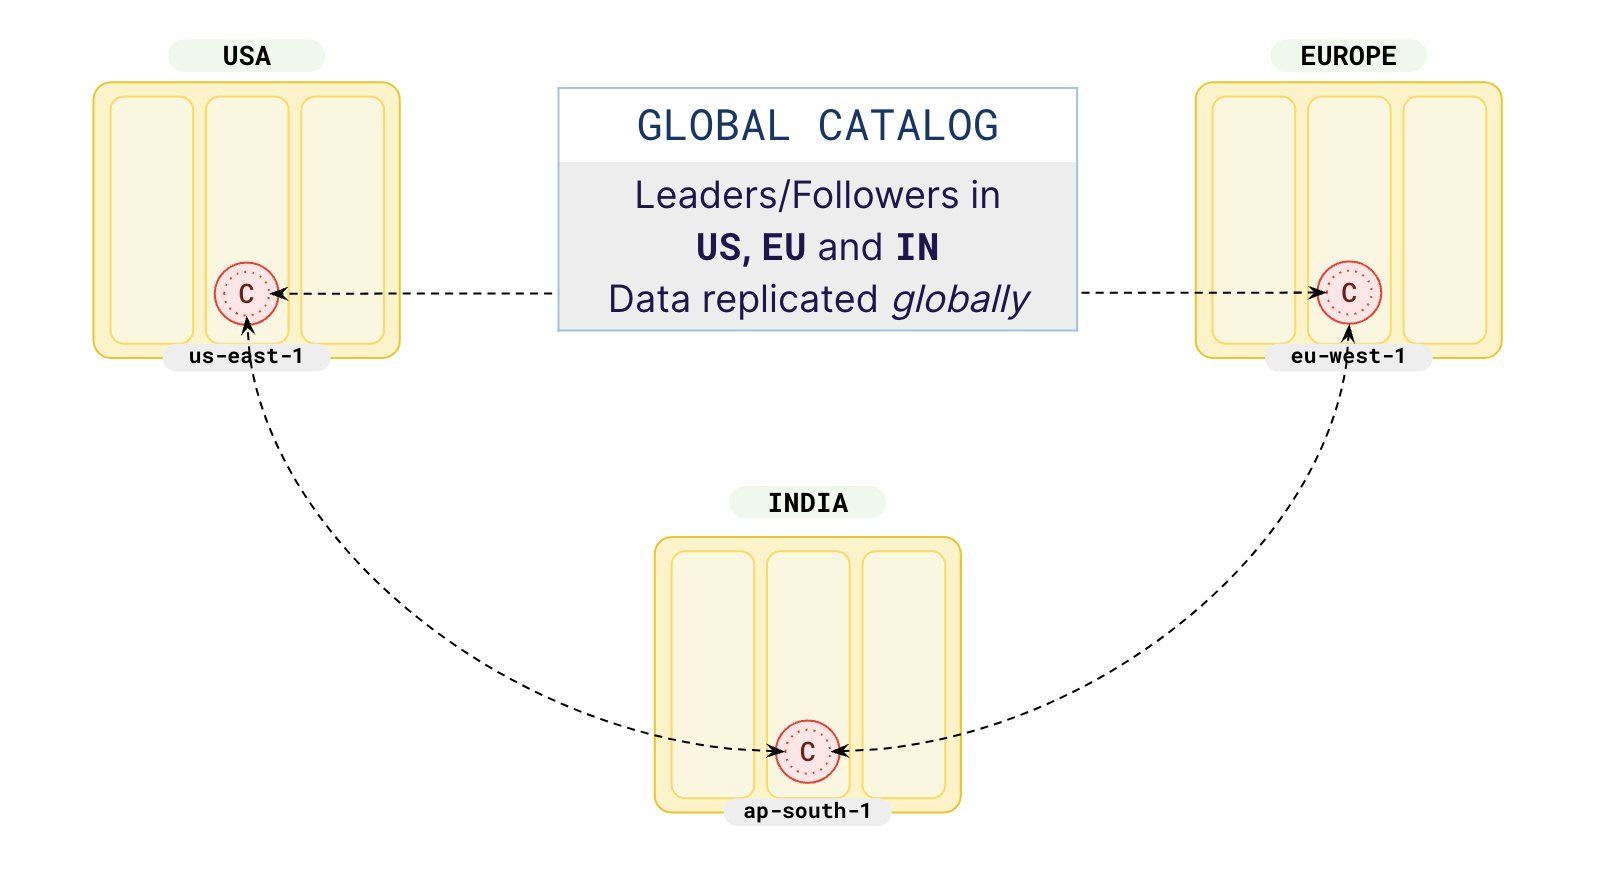 USA
EUROPE
GLOBAL CATALOG
Leaders/Followers in
US, EU and IN
Data replicated globally
C
C
us-east-1
eu-west-1
INDIA
C
ap-south-1